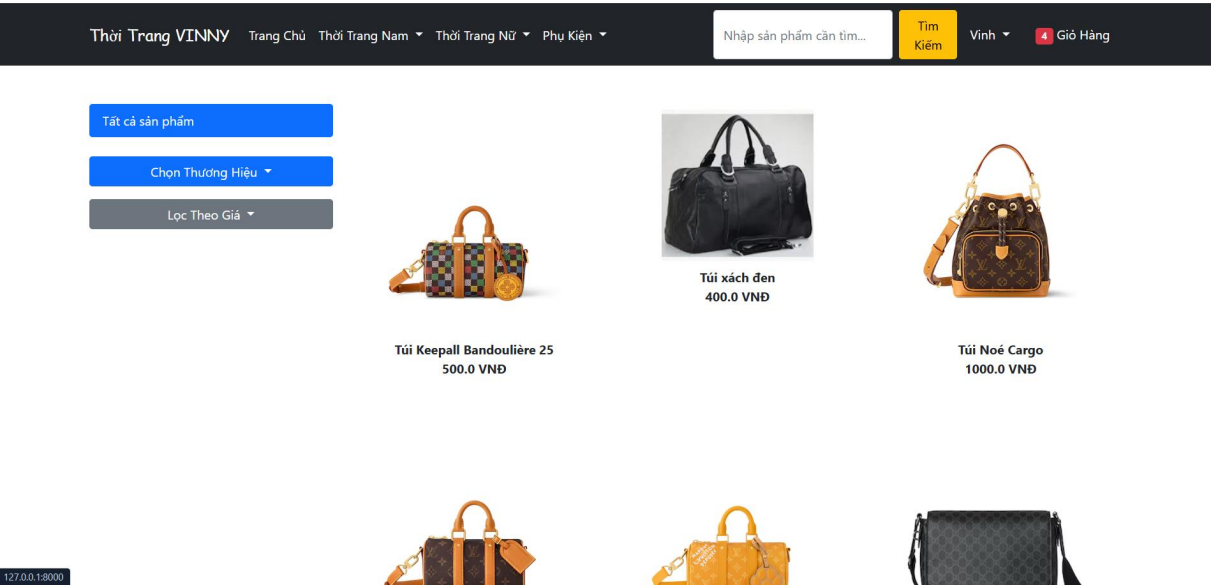 Thời Trang VINNY Trang Chủ Thời Trang Nam Thời Trang Nữ Phụ Kiện Nhập sản phẩm cần tìm... Tìm Kiếm Vinh 4 Giỏ Hàng
Tất cả sản phẩm
Chọn Thương Hiệu
Lọc Theo Giá
Túi xách đen
400.0 VNĐ
Túi Keepall Bandoulière 25
500.0 VNĐ
Túi Noé Cargo
1000.0 VNĐ
127.0.0.1:8000